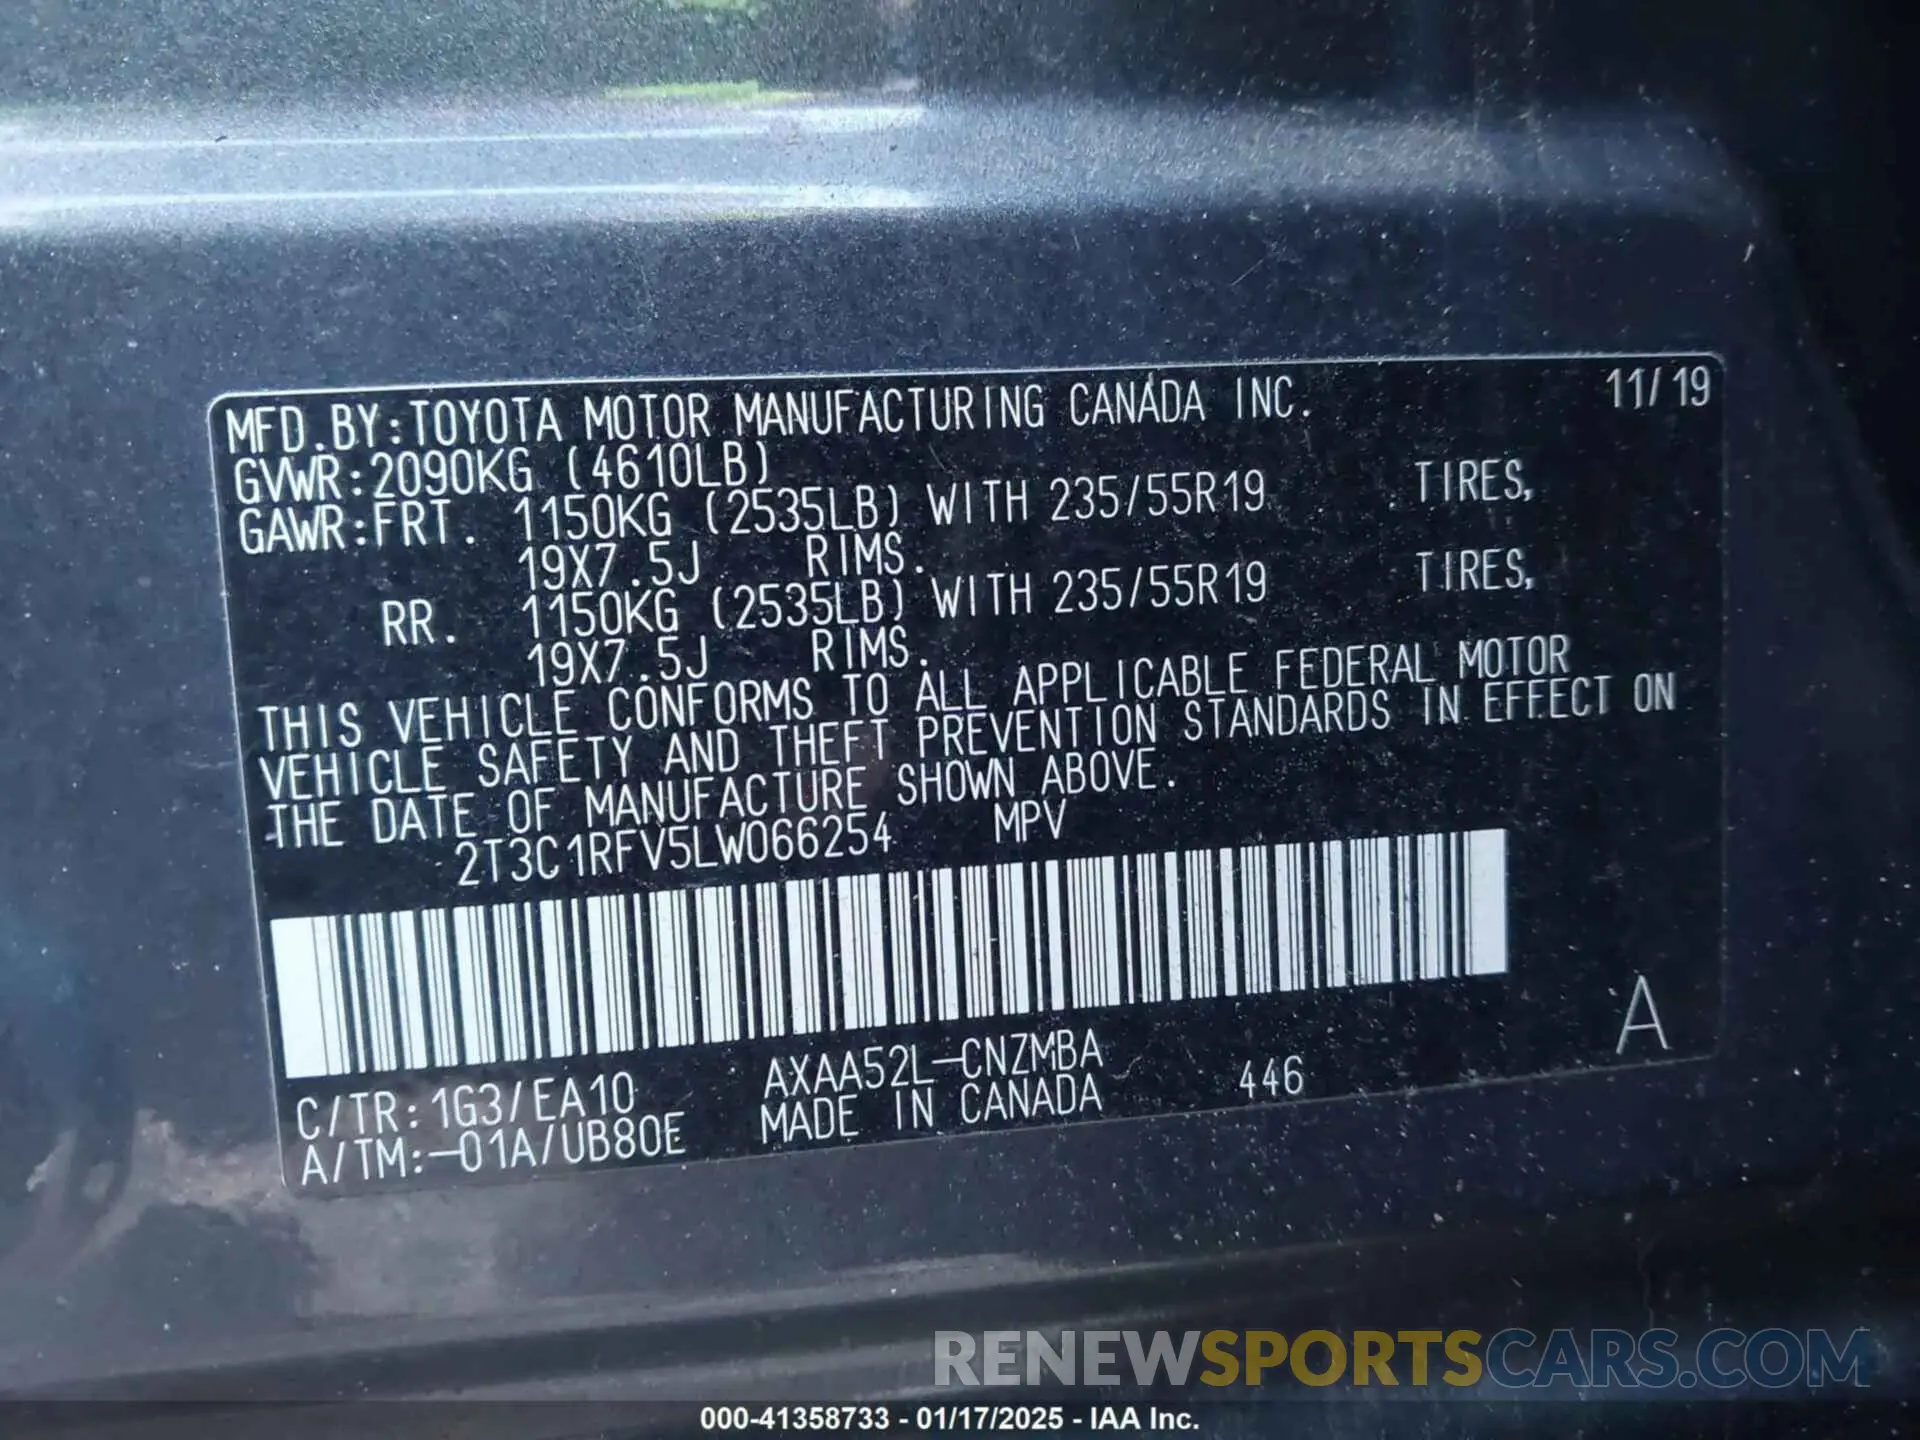 MFD.BY:TOYOTA MOTOR MANUFACTURING CANADA INC. 11/19
GVWR:2090KG (4610LB)
GAWR:FRT. 1150KG (2535LB) WITH 235/55R19 TIRES,
19X7.5J RIMS.
RR. 1150KG (2535LB) WITH 235/55R19 TIRES,
19X7.5J RIMS.
THIS VEHICLE CONFORMS TO ALL APPLICABLE FEDERAL MOTOR
VEHICLE SAFETY AND THEFT PREVENTION STANDARDS IN EFFECT ON
THE DATE OF MANUFACTURE SHOWN ABOVE.
2T3C1RFV5LW066254 MPV
A
C/TR:1G3/EA10 AXAA52L-CNZMBA 446
A/TM:-01A/UB80E MADE IN CANADA
RENEWSPORTSCARS.COM
000-41358733 - 01/17/2025 - IAA Inc.